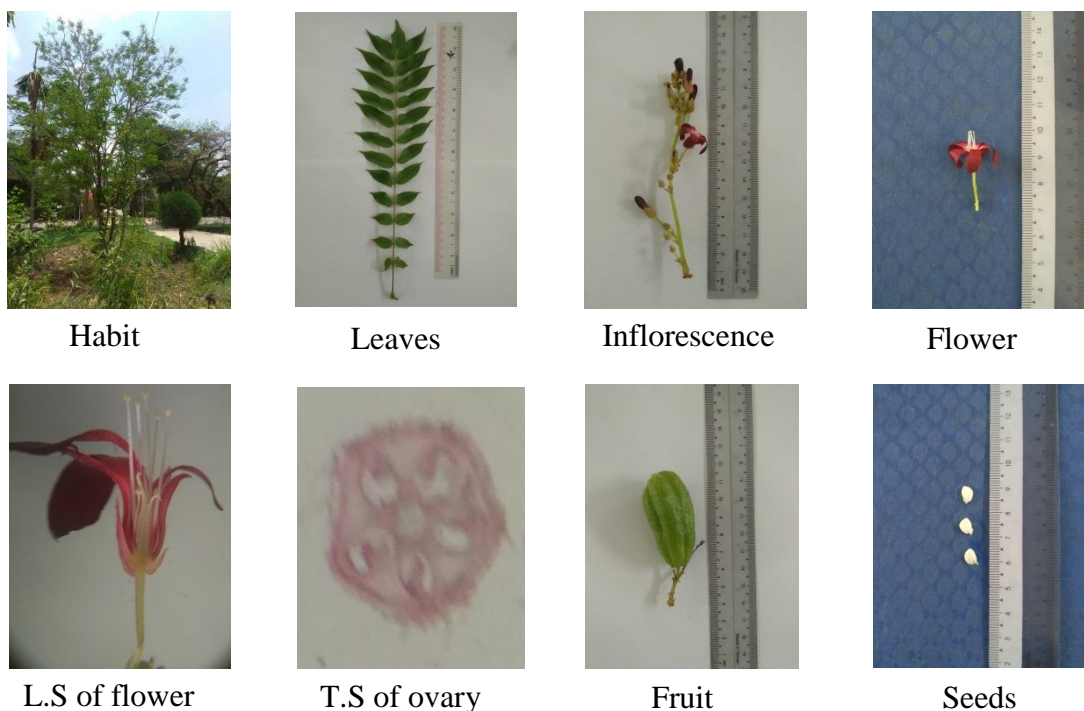 Habit
Leaves
Inflorescence
Flower
L.S of flower
T.S of ovary
Fruit
Seeds